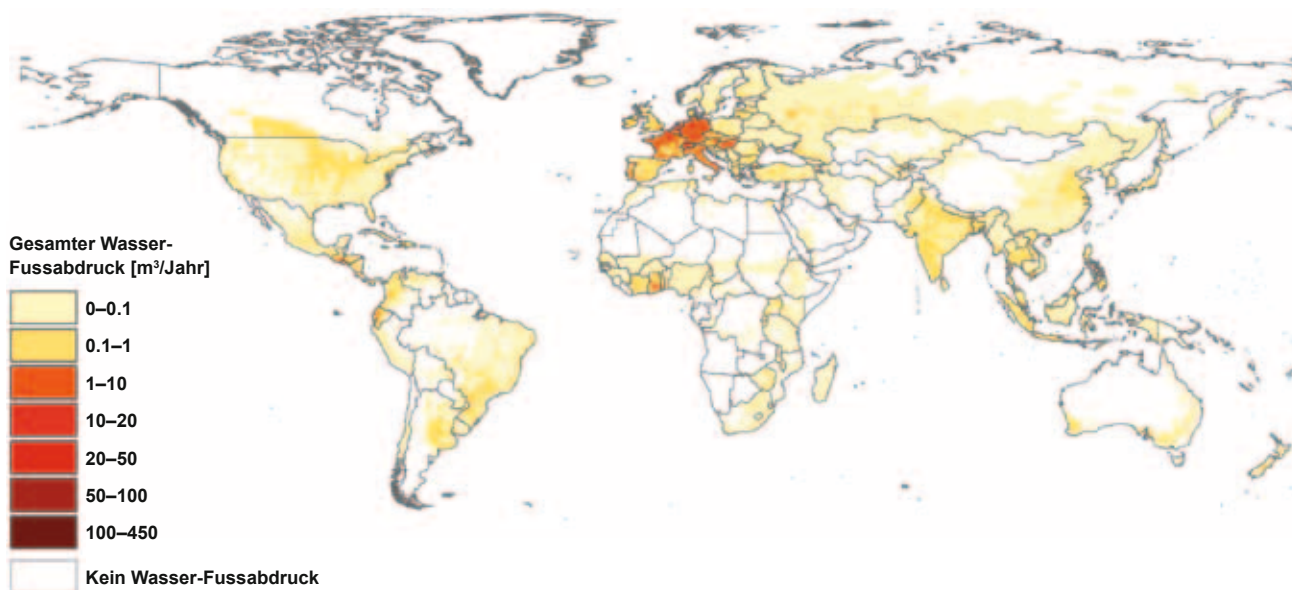 Gesamter Wasser-
Fussabdruck [m³/Jahr]
0–0.1
0.1–1
1–10
10–20
20–50
50–100
100–450
Kein Wasser-Fussabdruck